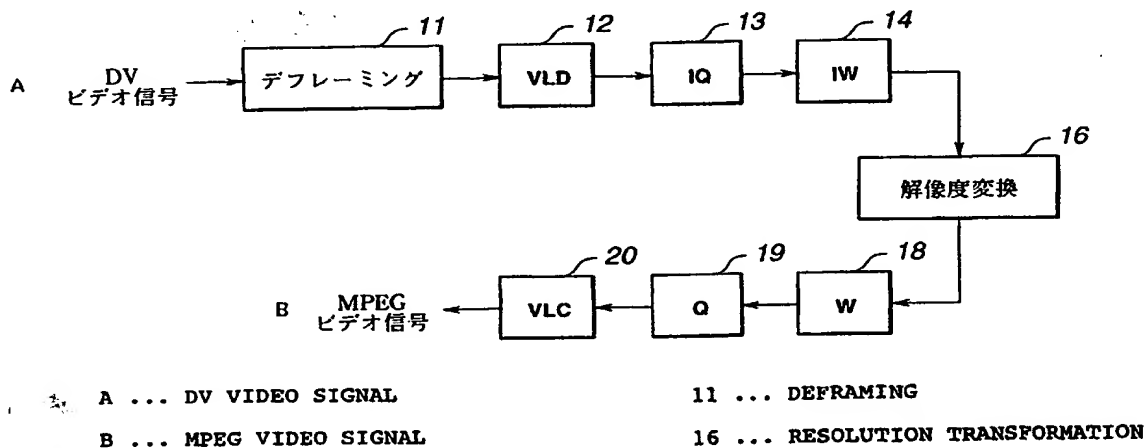 11
12
13
14
A
DV
ビデオ信号
デフレーミング
VLD
IQ
IW
16
解像度変換
20
19
18
B
MPEG
ビデオ信号
VLC
Q
W
A ... DV VIDEO SIGNAL
11 ... DEFRAMING
B ... MPEG VIDEO SIGNAL
16 ... RESOLUTION TRANSFORMATION